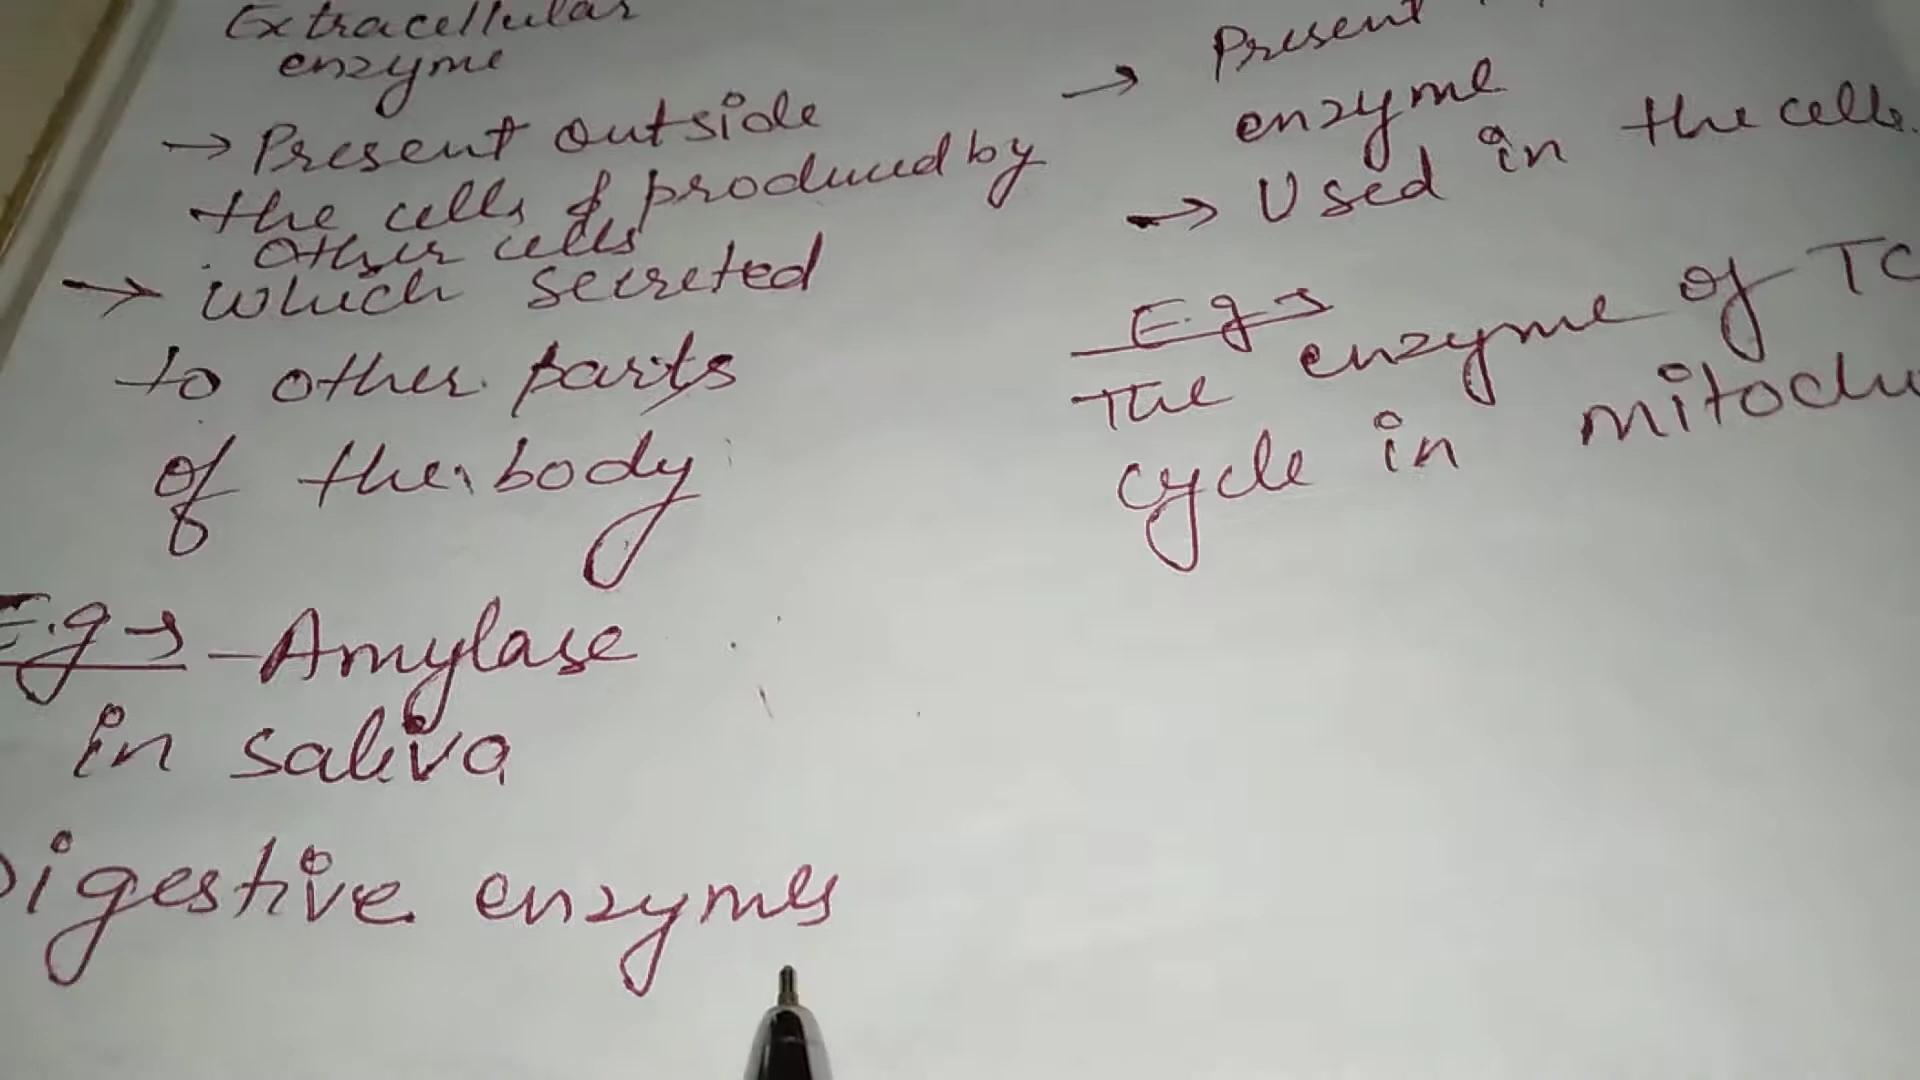 Extracellular
enzyme
→ Present outside
the cells & produced by
other cells
→ which secreted
to other parts
of the body
E.g → Amylase
in saliva
Digestive enzymes
→ Present
enzyme
→ Used in the cells
E.g →
The enzyme of TC
cycle in mitoch